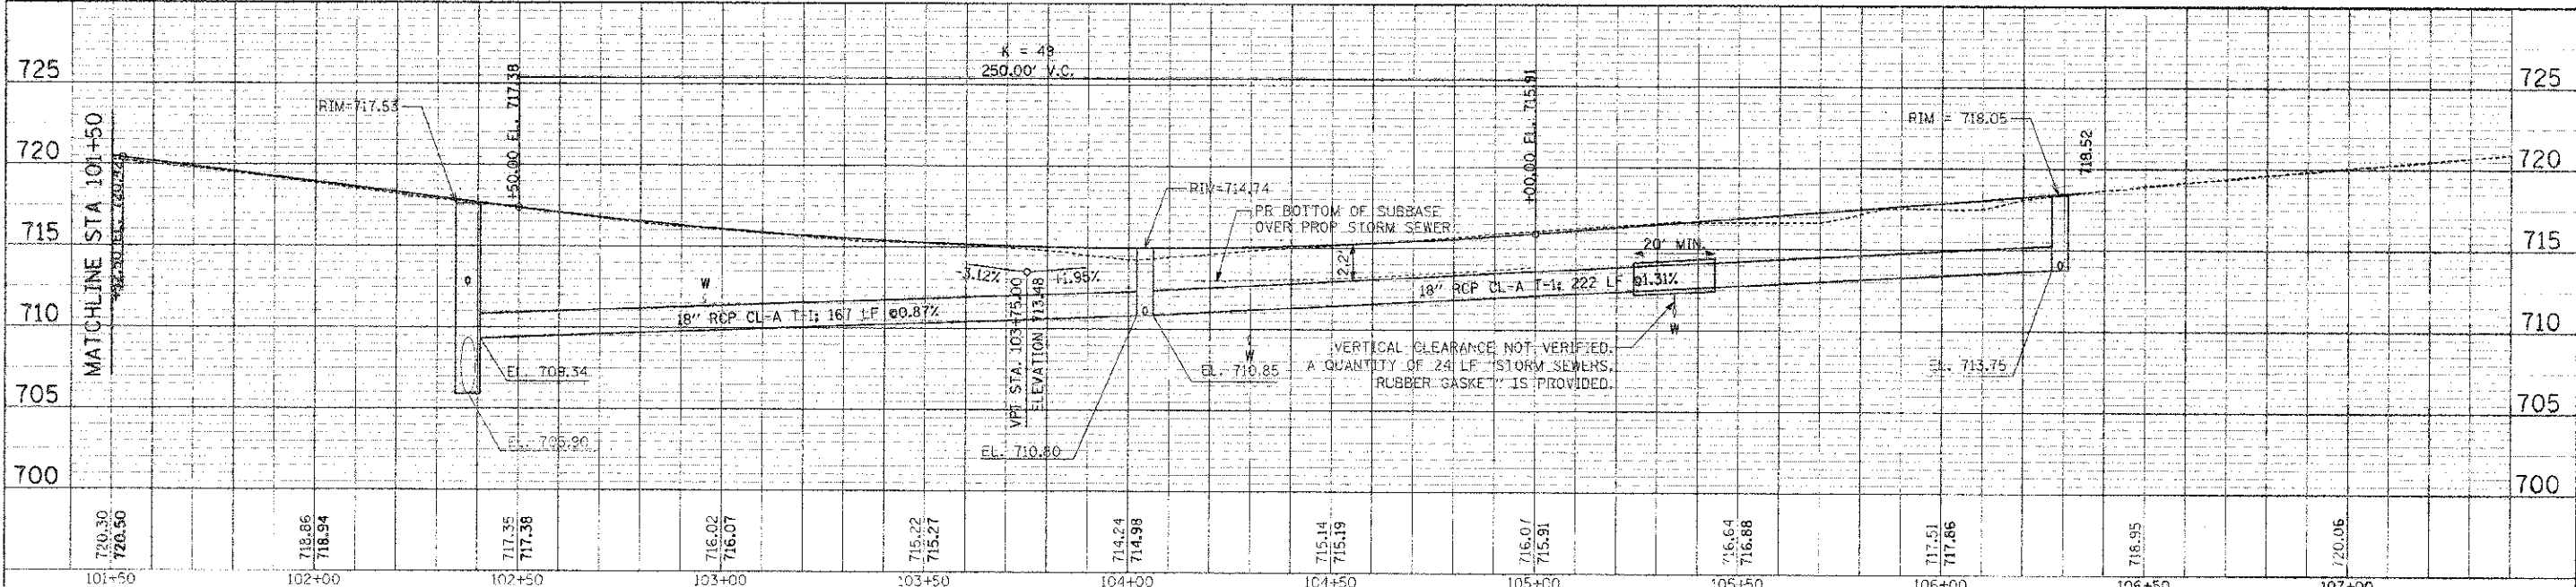 K = 49
250.00' V.C.
725
725
RIM=717.53
+50.00 EL. 717.38
+00.00 EL. 715.91
RIM = 718.05
718.52
MATCHLINE STA 101+50
720
720
RIM=714.74
PR BOTTOM OF SUBBASE
OVER PROP STORM SEWER
715
715
20' MIN.
2.2'
-3.12%
+1.95%
W
18" RCP CL-A T-1; 167 LF @0.87%
18" RCP CL-A T-1; 222 LF @1.31%
710
710
VPI STA. 103+75.00
ELEVATION 713.48
W
W
VERTICAL CLEARANCE NOT VERIFIED.
A QUANTITY OF 24 LF "STORM SEWERS,
RUBBER GASKET" IS PROVIDED.
EL. 709.34
EL. 710.85
EL. 713.75
705
705
EL. 705.90
EL. 710.80
700
700
720.30
720.50
718.86
718.94
717.35
717.38
716.02
716.07
715.22
715.27
714.24
714.98
715.14
715.19
716.07
715.91
716.64
716.88
717.51
717.86
718.95
720.06
101+50
102+00
102+50
103+00
103+50
104+00
104+50
105+00
105+50
106+00
106+50
107+00